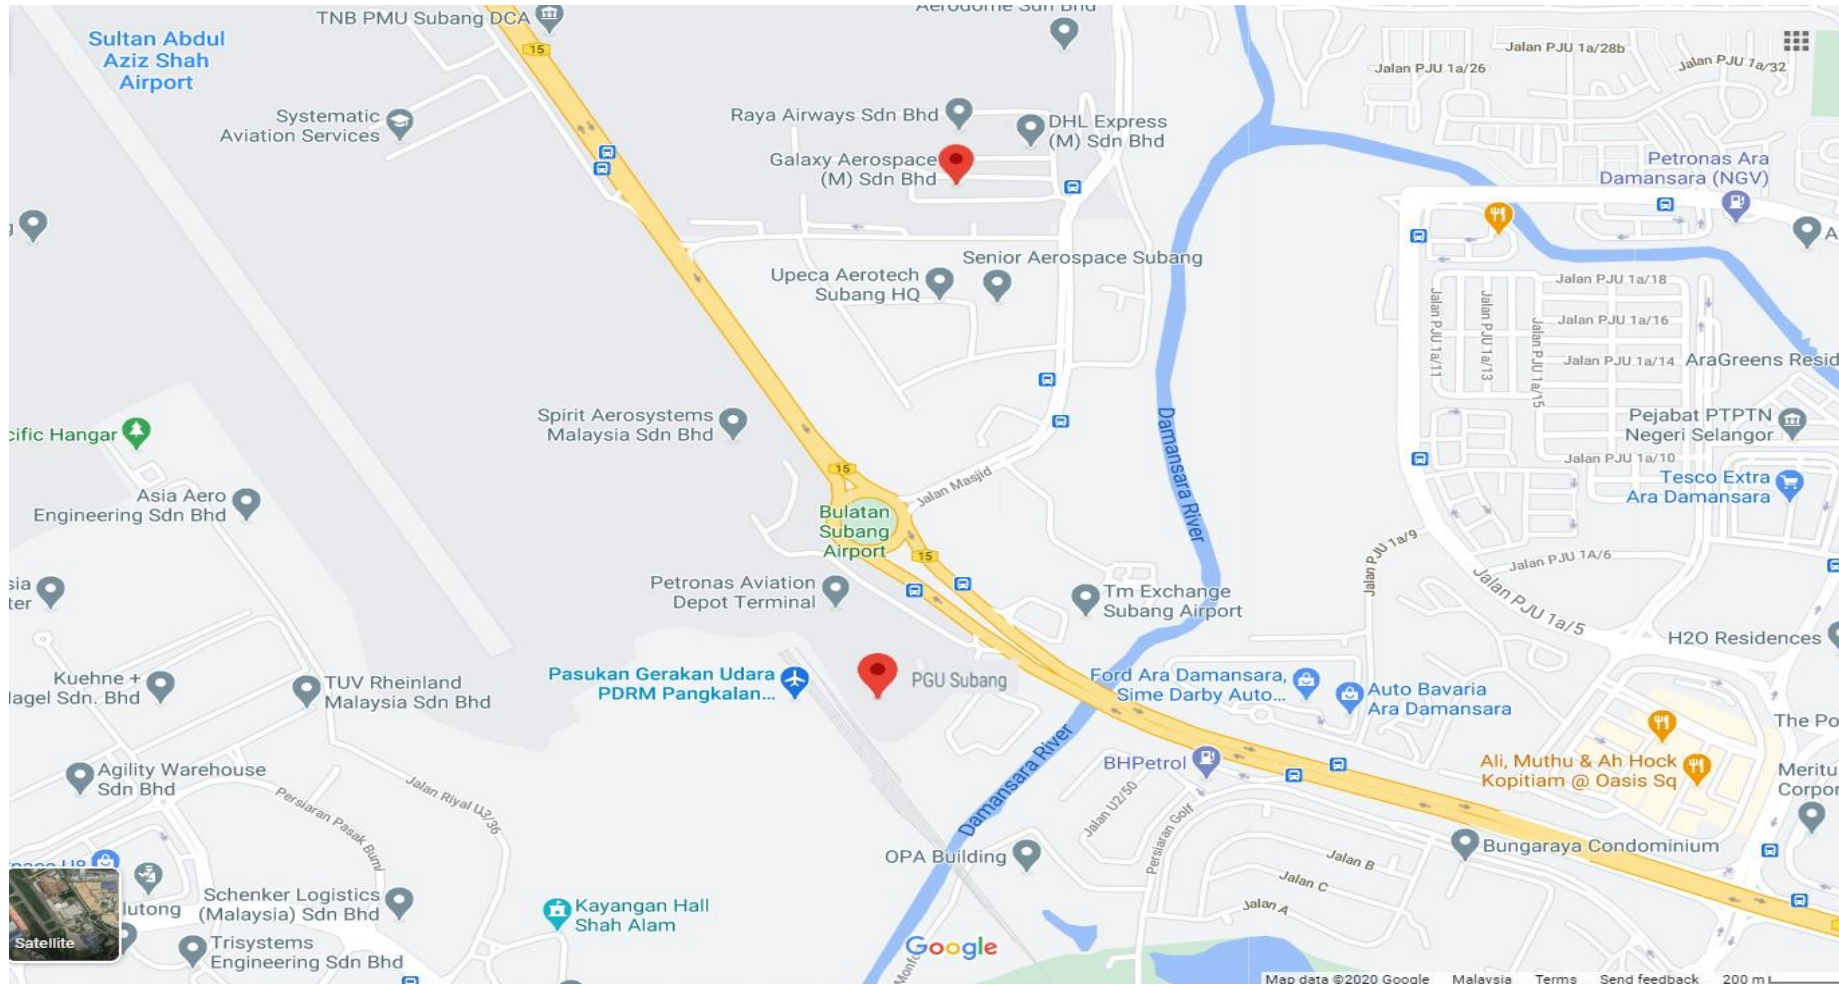 TNB PMU Subang DCA
Aerodome Sdn Bhd
Sultan Abdul
Aziz Shah
Airport
15
Jalan PJU 1a/28b
Jalan PJU 1a/26
Jalan PJU 1a/32
Systematic
Aviation Services
Raya Airways Sdn Bhd
DHL Express
(M) Sdn Bhd
Galaxy Aerospace
(M) Sdn Bhd
Petronas Ara
Damansara (NGV)
Upeca Aerotech
Subang HQ
Senior Aerospace Subang
Jalan PJU 1a/18
Jalan PJU 1a/11
Jalan PJU 1a/13
Jalan PJU 1a/15
Jalan PJU 1a/16
Jalan PJU 1a/14
AraGreens Resid
Spirit Aerosystems
Malaysia Sdn Bhd
Damansara River
Pejabat PTPTN
Negeri Selangor
cific Hangar
Jalan PJU 1a/10
15
Jalan Masjid
Tesco Extra
Ara Damansara
Asia Aero
Engineering Sdn Bhd
Bulatan
Subang
Airport
15
Jalan PJU 1a/9
Jalan PJU 1A/6
Jalan PJU 1a/5
sia
ter
Petronas Aviation
Depot Terminal
Tm Exchange
Subang Airport
H2O Residences
Kuehne +
lagel Sdn. Bhd
TUV Rheinland
Malaysia Sdn Bhd
Pasukan Gerakan Udara
PDRM Pangkalan...
PGU Subang
Ford Ara Damansara,
Sime Darby Auto...
Auto Bavaria
Ara Damansara
The Po
Agility Warehouse
Sdn Bhd
Persiaran Pasak Bumi
Jalan Riyal U3/36
Damansara River
BHPetrol
Jalan U2/50
Persiaran Golf
Ali, Muthu & Ah Hock
Kopitiam @ Oasis Sq
Meritu
Corpor
OPA Building
Jalan B
Jalan C
Jalan A
Bungaraya Condominium
Schenker Logistics
(Malaysia) Sdn Bhd
Kayangan Hall
Shah Alam
lutong
Satellite
Trisystems
Engineering Sdn Bhd
Google
Monfo
Map data ©2020 Google Malaysia Terms Send feedback 200 m